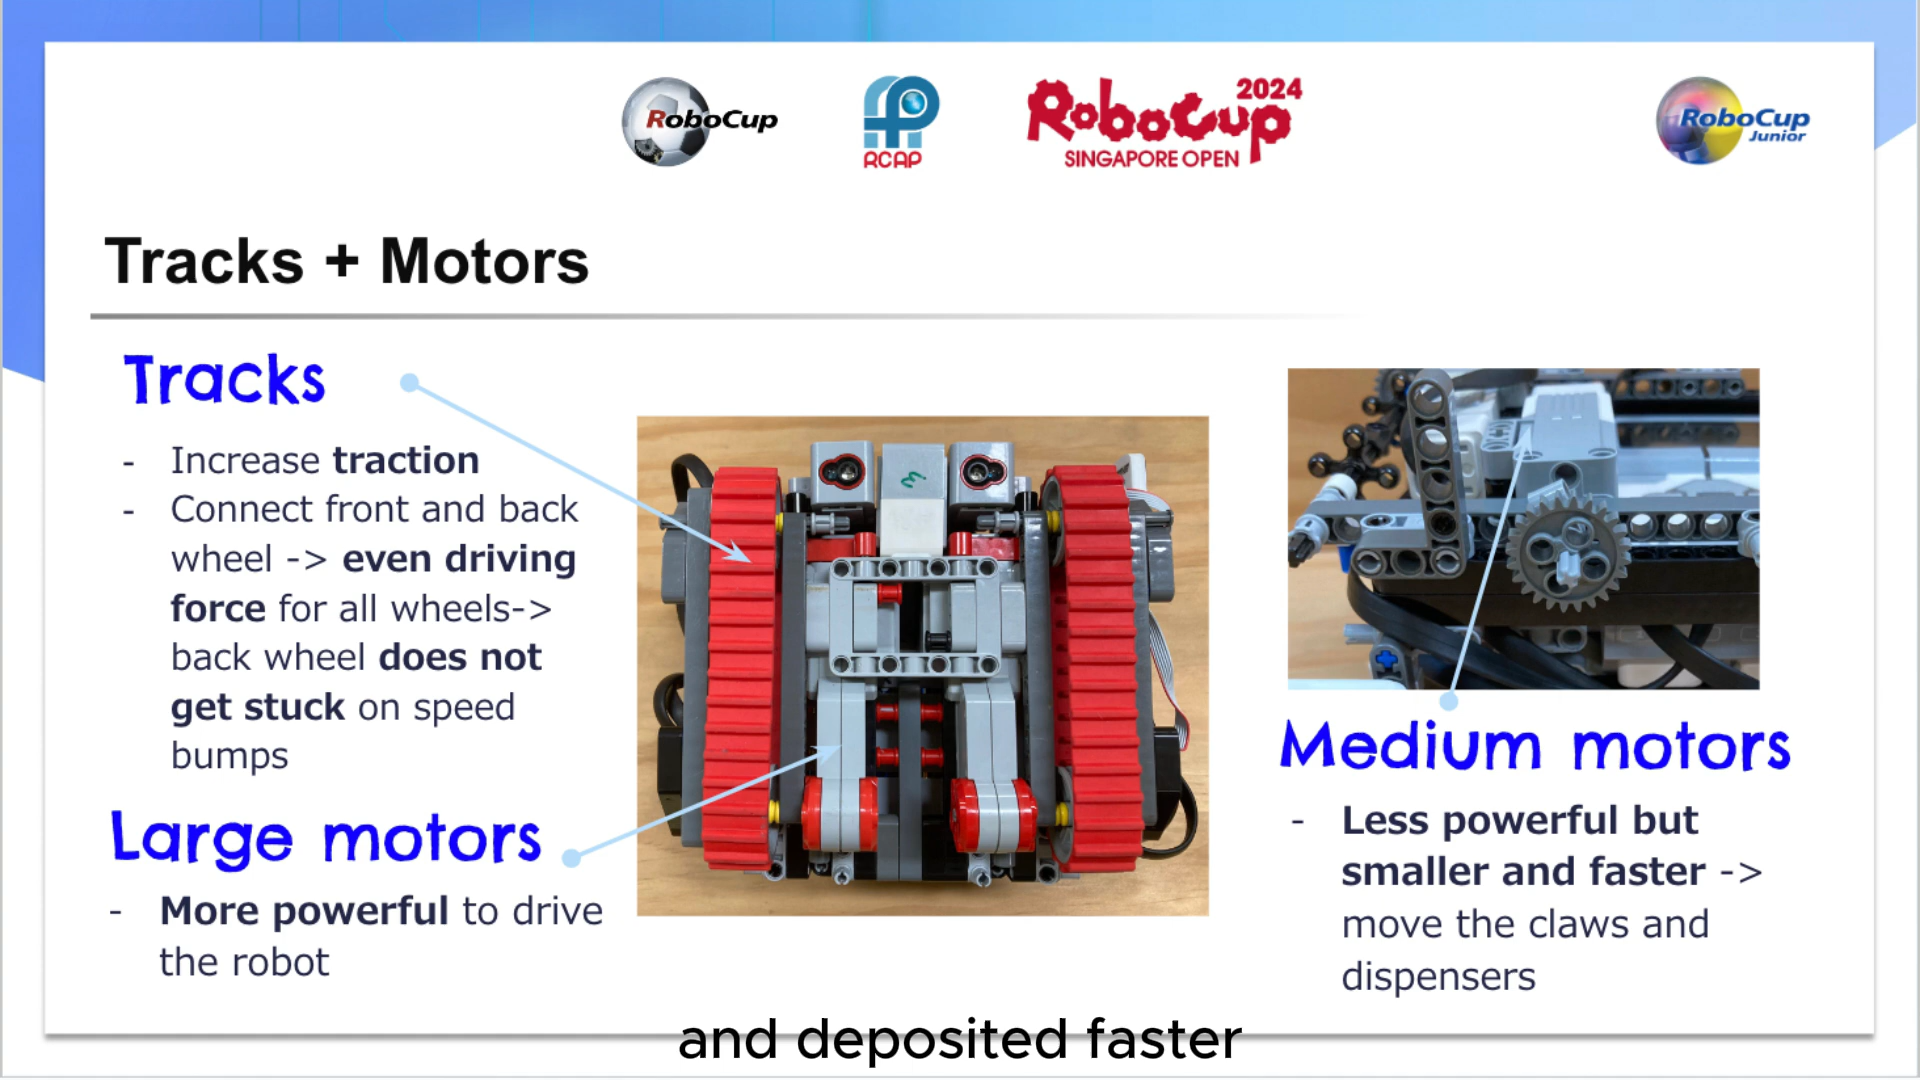 RoboCup
RCAP
RoboCup 2024
SINGAPORE OPEN
RoboCup
Junior
Tracks + Motors
Tracks
- Increase traction
- Connect front and back
wheel -> even driving
force for all wheels->
back wheel does not
get stuck on speed
bumps
Large motors
- More powerful to drive
the robot
Medium motors
- Less powerful but
smaller and faster ->
move the claws and
dispensers
and deposited faster